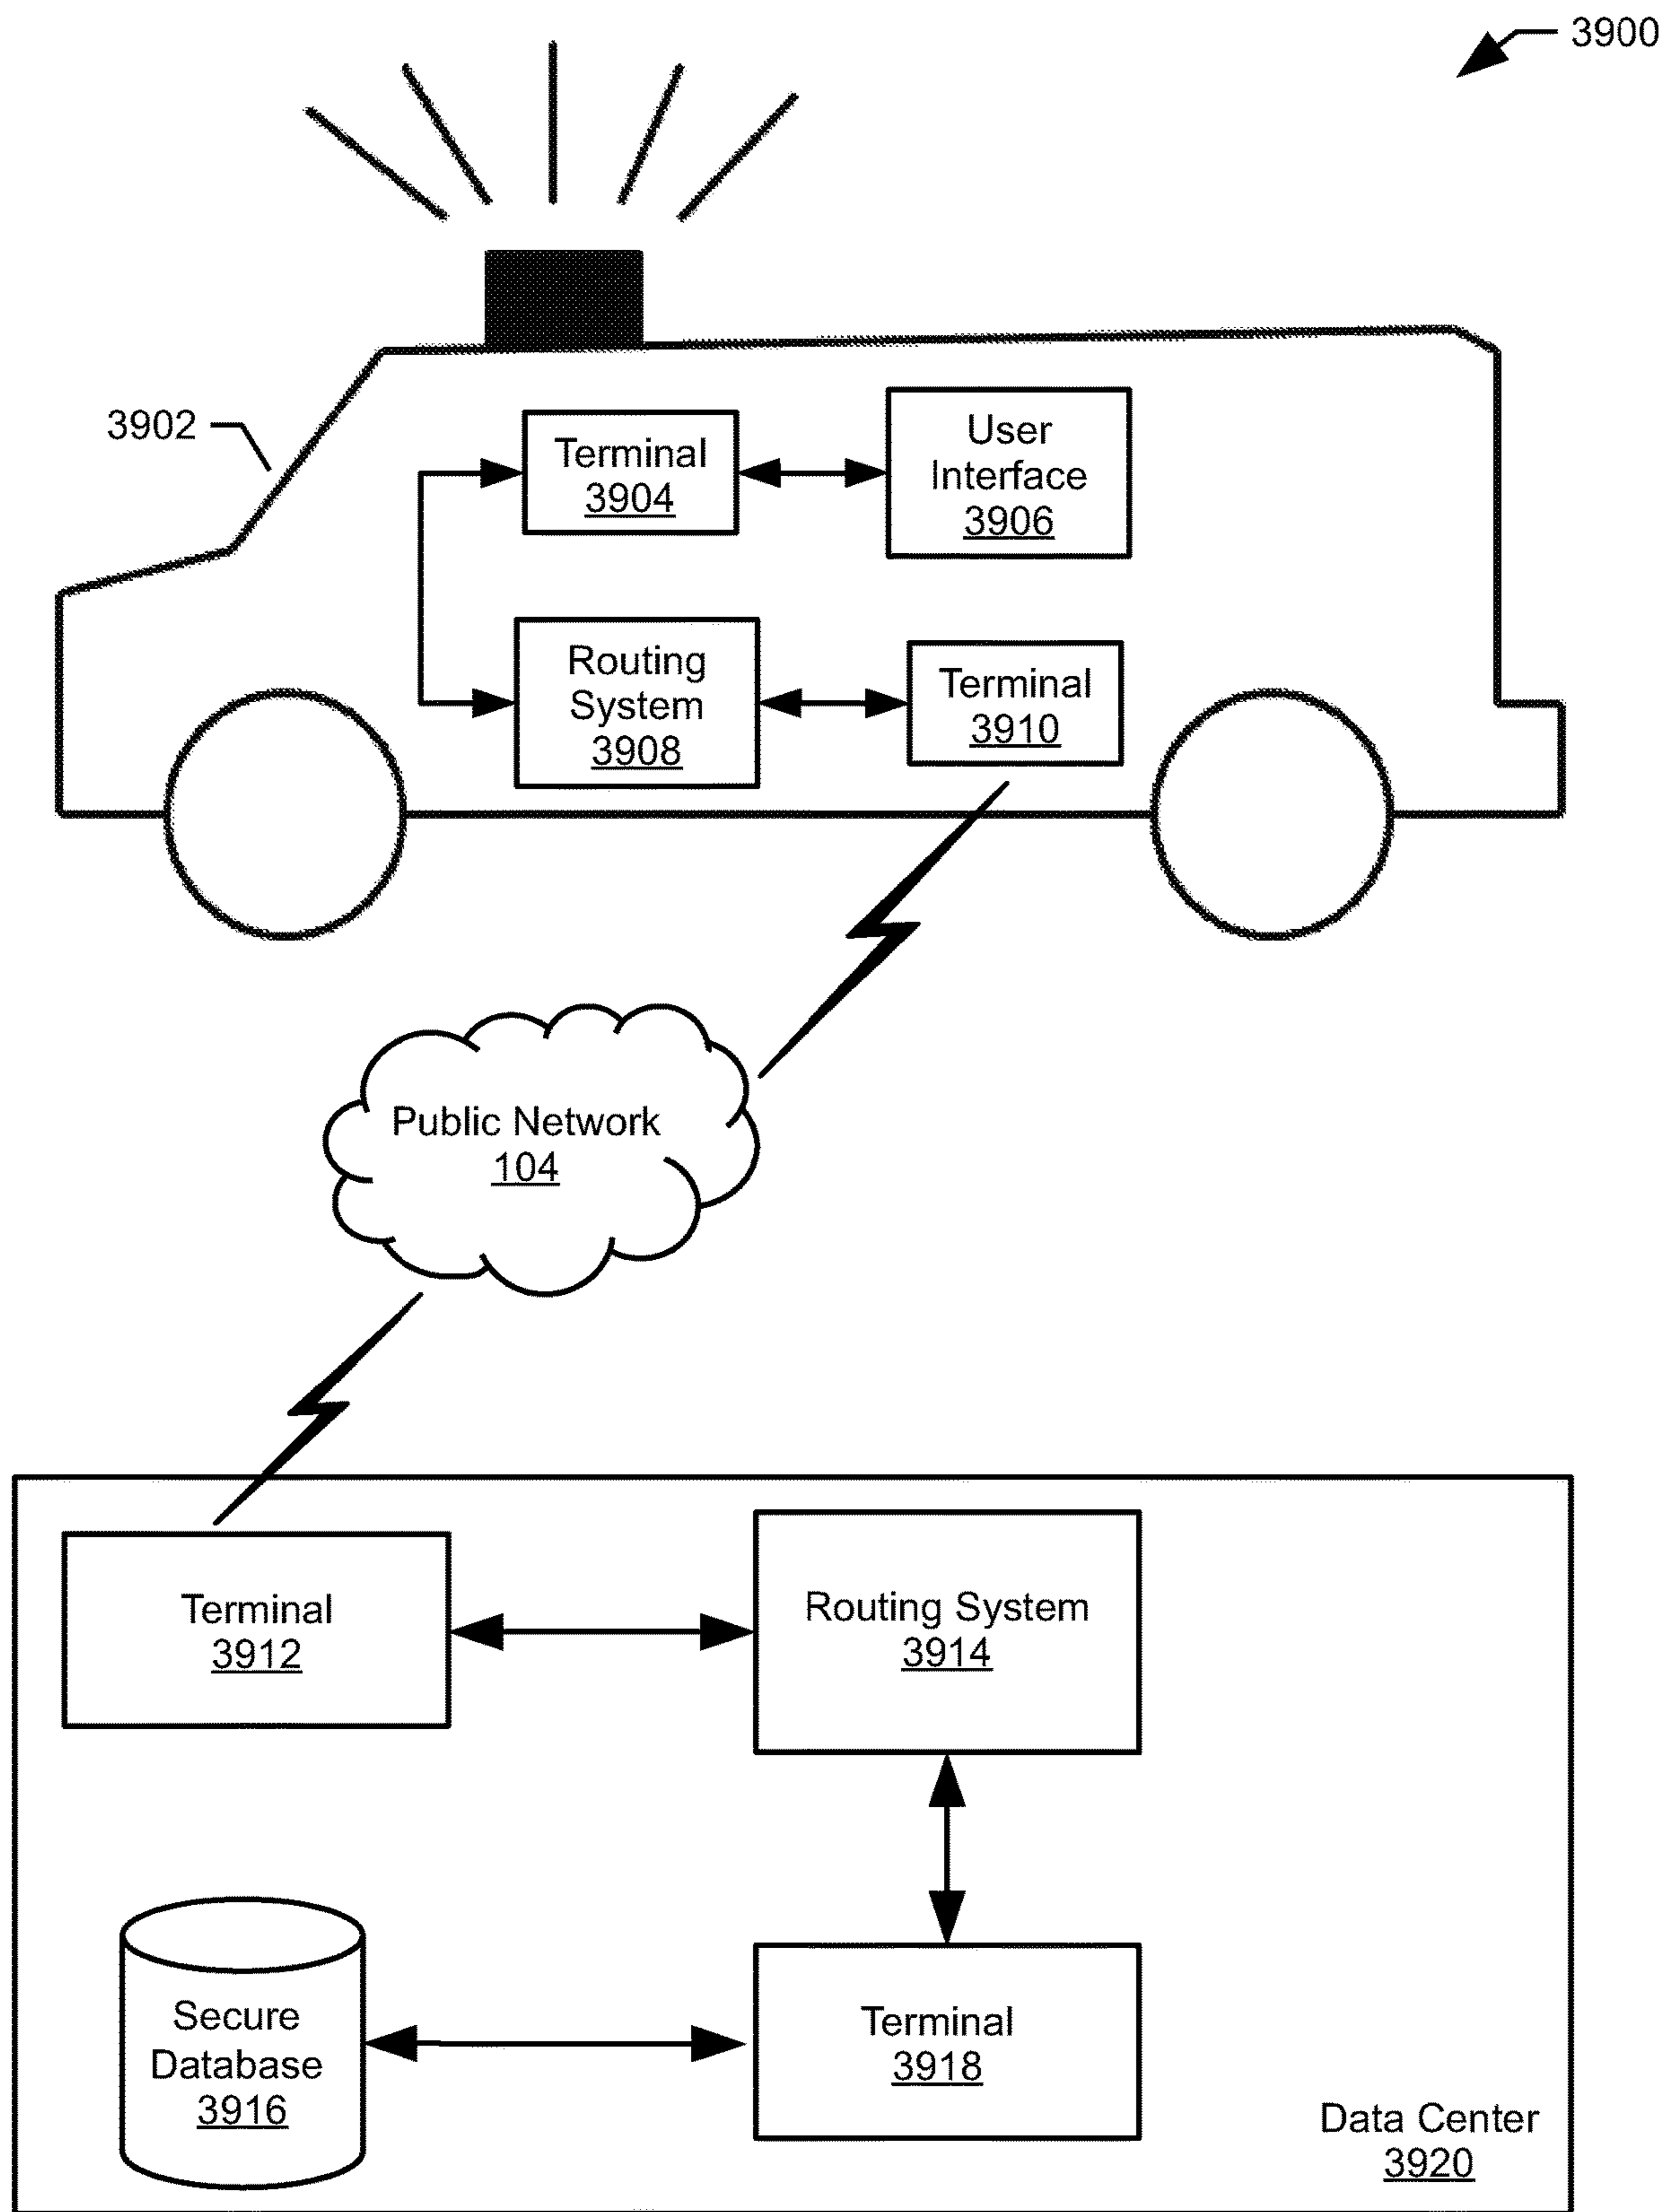 3900
3902
Terminal
3904
User
Interface
3906
Routing
System
3908
Terminal
3910
Public Network
104
Terminal
3912
Routing System
3914
Secure
Database
3916
Terminal
3918
Data Center
3920